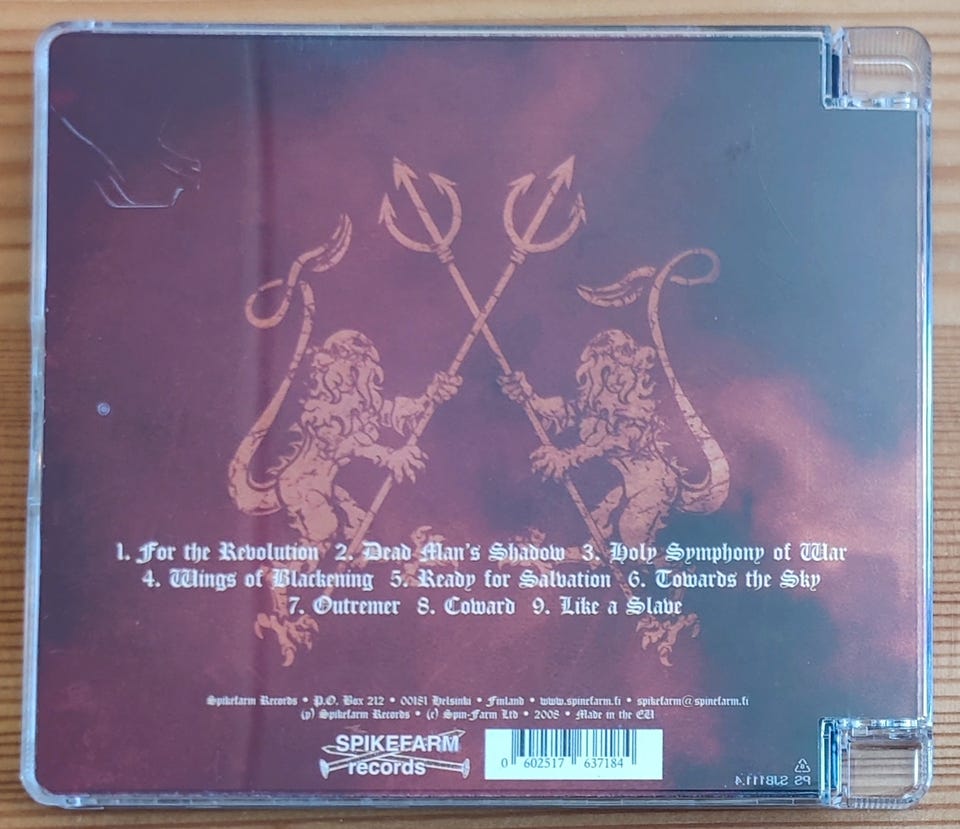 1. For the Revolution 2. Dead Man's Shadow 3. Holy Symphony of War
4. Wings of Blackening 5. Ready for Salvation 6. Towards the Sky
7. Outremer 8. Coward 9. Like a Slave
Spikefarm Records • P.O. Box 212 • 00181 Helsinki • Finland • www.spinefarm.fi • spikefarm@spinefarm.fi
(p) Spikefarm Records • (c) Spin-Farm Ltd • 2008 • Made in the EU
SPIKEFARM
records
0 602517 637184
PS SJB111.4